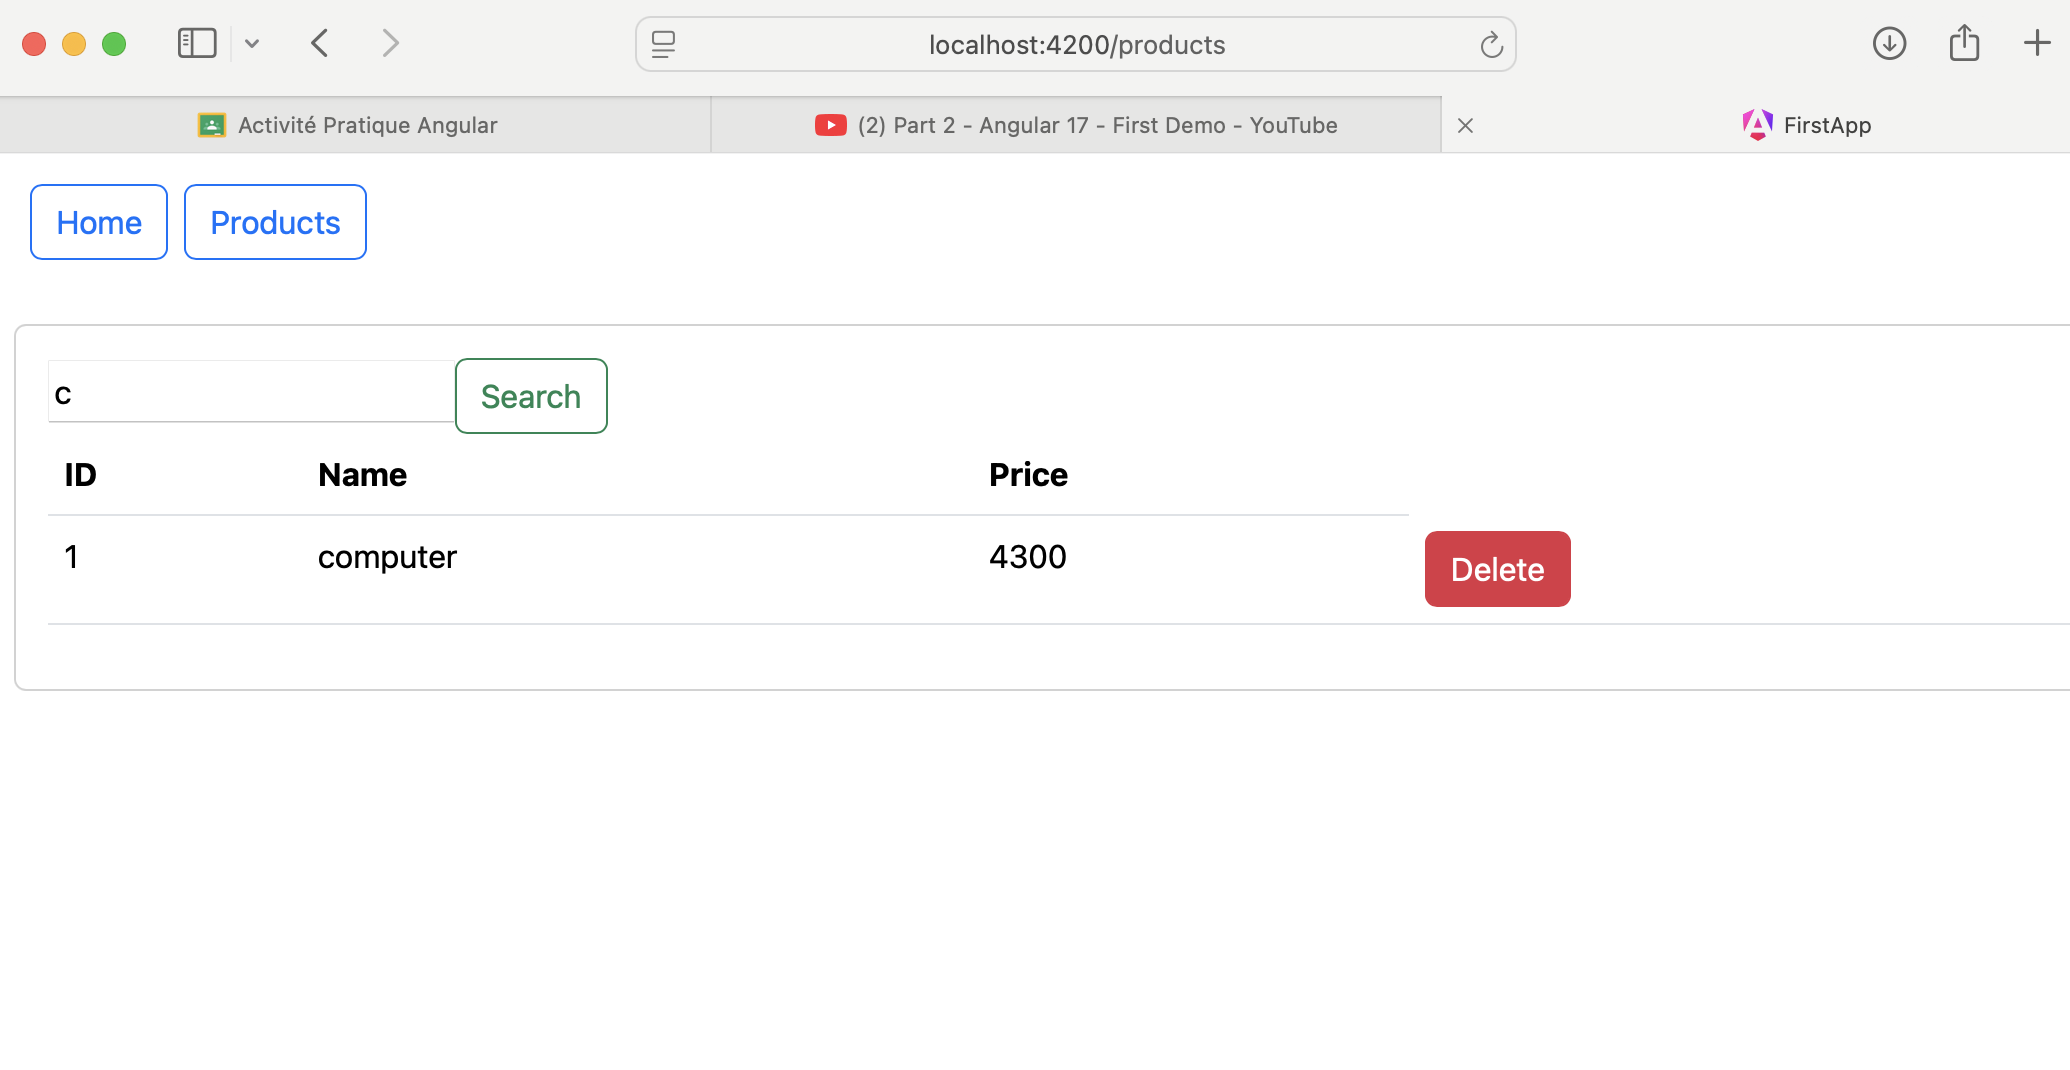 localhost:4200/products
Activité Pratique Angular
(2) Part 2 - Angular 17 - First Demo - YouTube
FirstApp
Home Products
c Search
ID Name Price
1 computer 4300 Delete